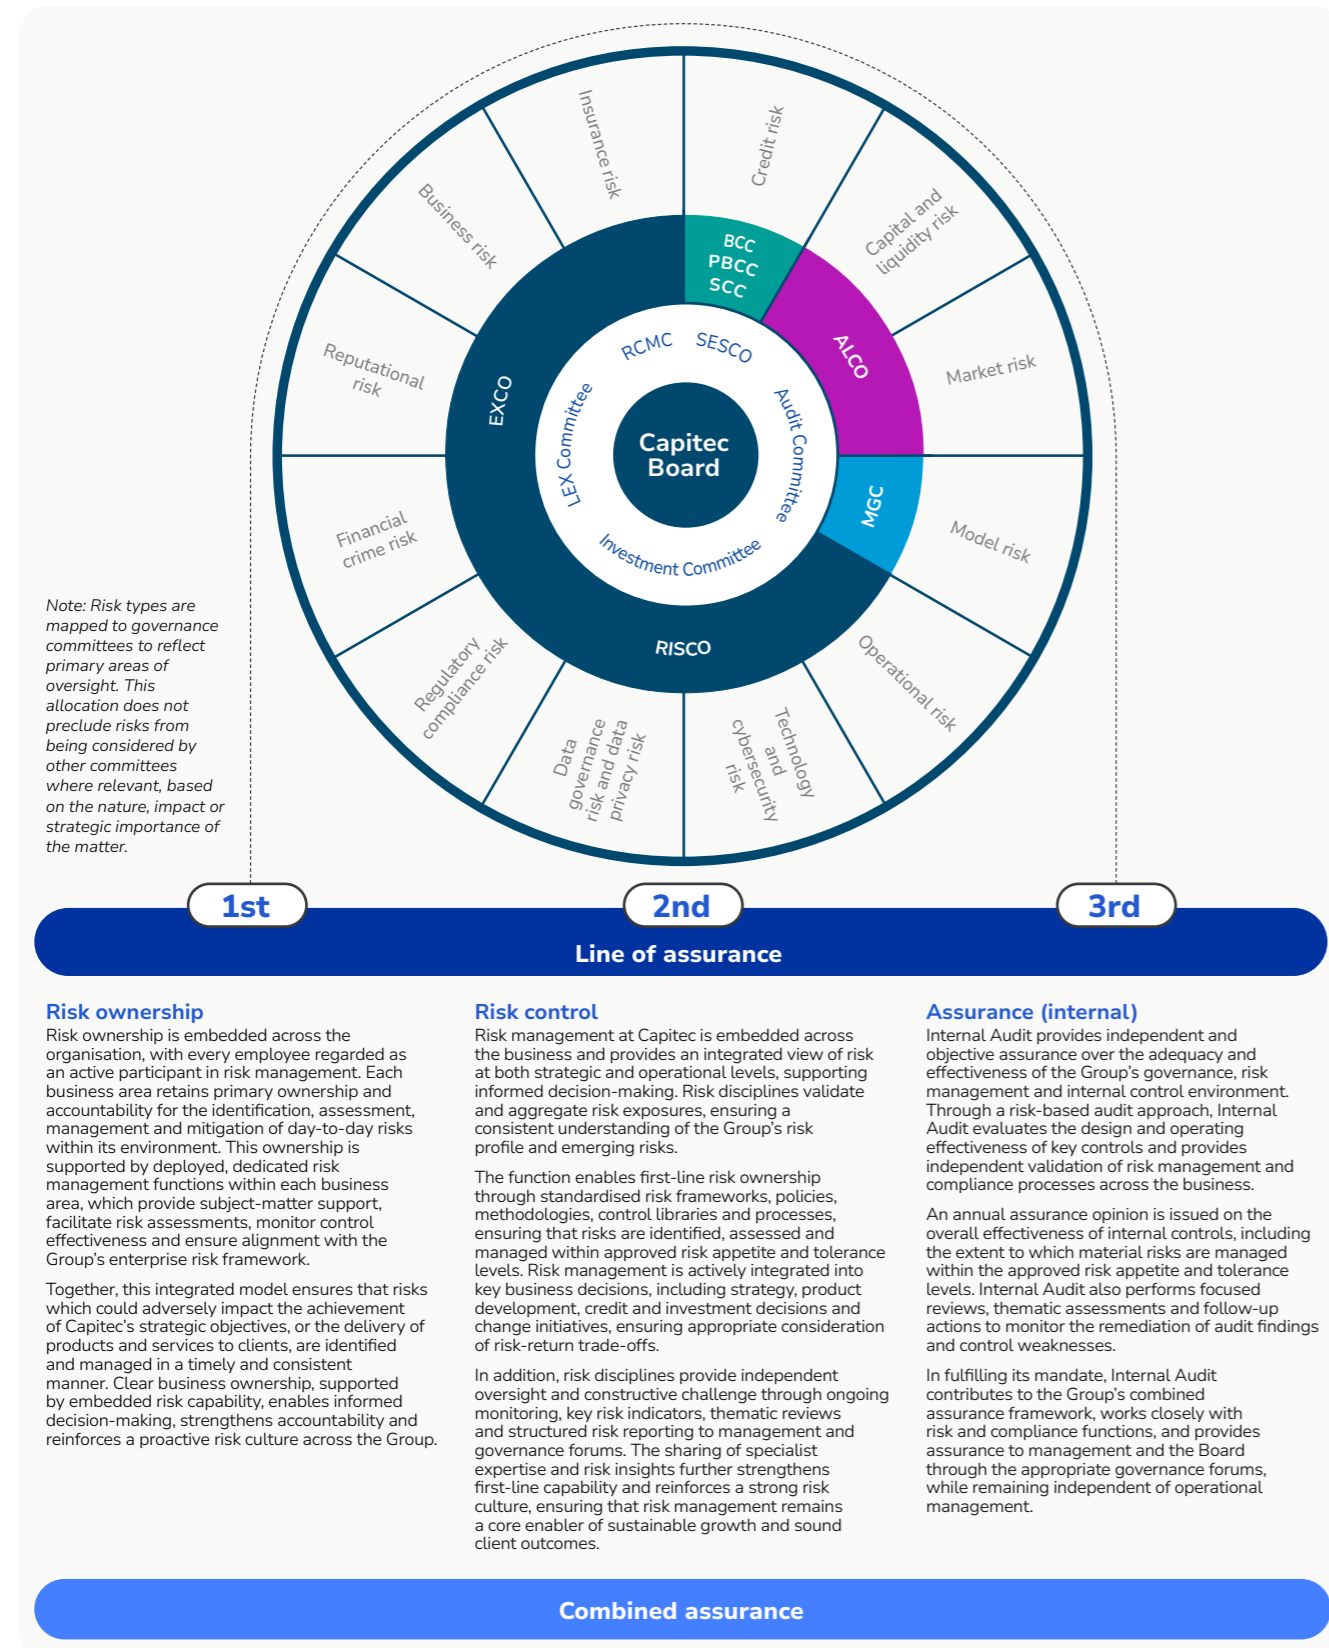 Insurance risk
Credit risk
Business risk
Capital and
liquidity risk
BCC
PBCC
SCC
ALCO
Reputational
risk
Market risk
EXCO
RCMC
SESCO
LEX Committee
Audit Committee
Capitec
Board
Investment Committee
MGC
Financial
crime risk
Model risk
RISCO
Regulatory
compliance risk
Operational risk
Data
governance
risk and data
privacy risk
Technology
and
cybersecurity
risk
Note: Risk types are
mapped to governance
committees to reflect
primary areas of
oversight. This
allocation does not
preclude risks from
being considered by
other committees
where relevant, based
on the nature, impact or
strategic importance of
the matter.
1st
2nd
3rd
Line of assurance
Risk ownership
Risk ownership is embedded across the
organisation, with every employee regarded as
an active participant in risk management. Each
business area retains primary ownership and
accountability for the identification, assessment,
management and mitigation of day-to-day risks
within its environment. This ownership is
supported by deployed, dedicated risk
management functions within each business
area, which provide subject-matter support,
facilitate risk assessments, monitor control
effectiveness and ensure alignment with the
Group's enterprise risk framework.
Together, this integrated model ensures that risks
which could adversely impact the achievement
of Capitec's strategic objectives, or the delivery of
products and services to clients, are identified
and managed in a timely and consistent
manner. Clear business ownership, supported
by embedded risk capability, enables informed
decision-making, strengthens accountability and
reinforces a proactive risk culture across the Group.
Risk control
Risk management at Capitec is embedded across
the business and provides an integrated view of risk
at both strategic and operational levels, supporting
informed decision-making. Risk disciplines validate
and aggregate risk exposures, ensuring a
consistent understanding of the Group's risk
profile and emerging risks.
The function enables first-line risk ownership
through standardised risk frameworks, policies,
methodologies, control libraries and processes,
ensuring that risks are identified, assessed and
managed within approved risk appetite and tolerance
levels. Risk management is actively integrated into
key business decisions, including strategy, product
development, credit and investment decisions and
change initiatives, ensuring appropriate consideration
of risk-return trade-offs.
In addition, risk disciplines provide independent
oversight and constructive challenge through ongoing
monitoring, key risk indicators, thematic reviews
and structured risk reporting to management and
governance forums. The sharing of specialist
expertise and risk insights further strengthens
first-line capability and reinforces a strong risk
culture, ensuring that risk management remains
a core enabler of sustainable growth and sound
client outcomes.
Assurance (internal)
Internal Audit provides independent and
objective assurance over the adequacy and
effectiveness of the Group's governance, risk
management and internal control environment.
Through a risk-based audit approach, Internal
Audit evaluates the design and operating
effectiveness of key controls and provides
independent validation of risk management and
compliance processes across the business.
An annual assurance opinion is issued on the
overall effectiveness of internal controls, including
the extent to which material risks are managed
within the approved risk appetite and tolerance
levels. Internal Audit also performs focused
reviews, thematic assessments and follow-up
actions to monitor the remediation of audit findings
and control weaknesses.
In fulfilling its mandate, Internal Audit
contributes to the Group's combined
assurance framework, works closely with
risk and compliance functions, and provides
assurance to management and the Board
through the appropriate governance forums,
while remaining independent of operational
management.
Combined assurance